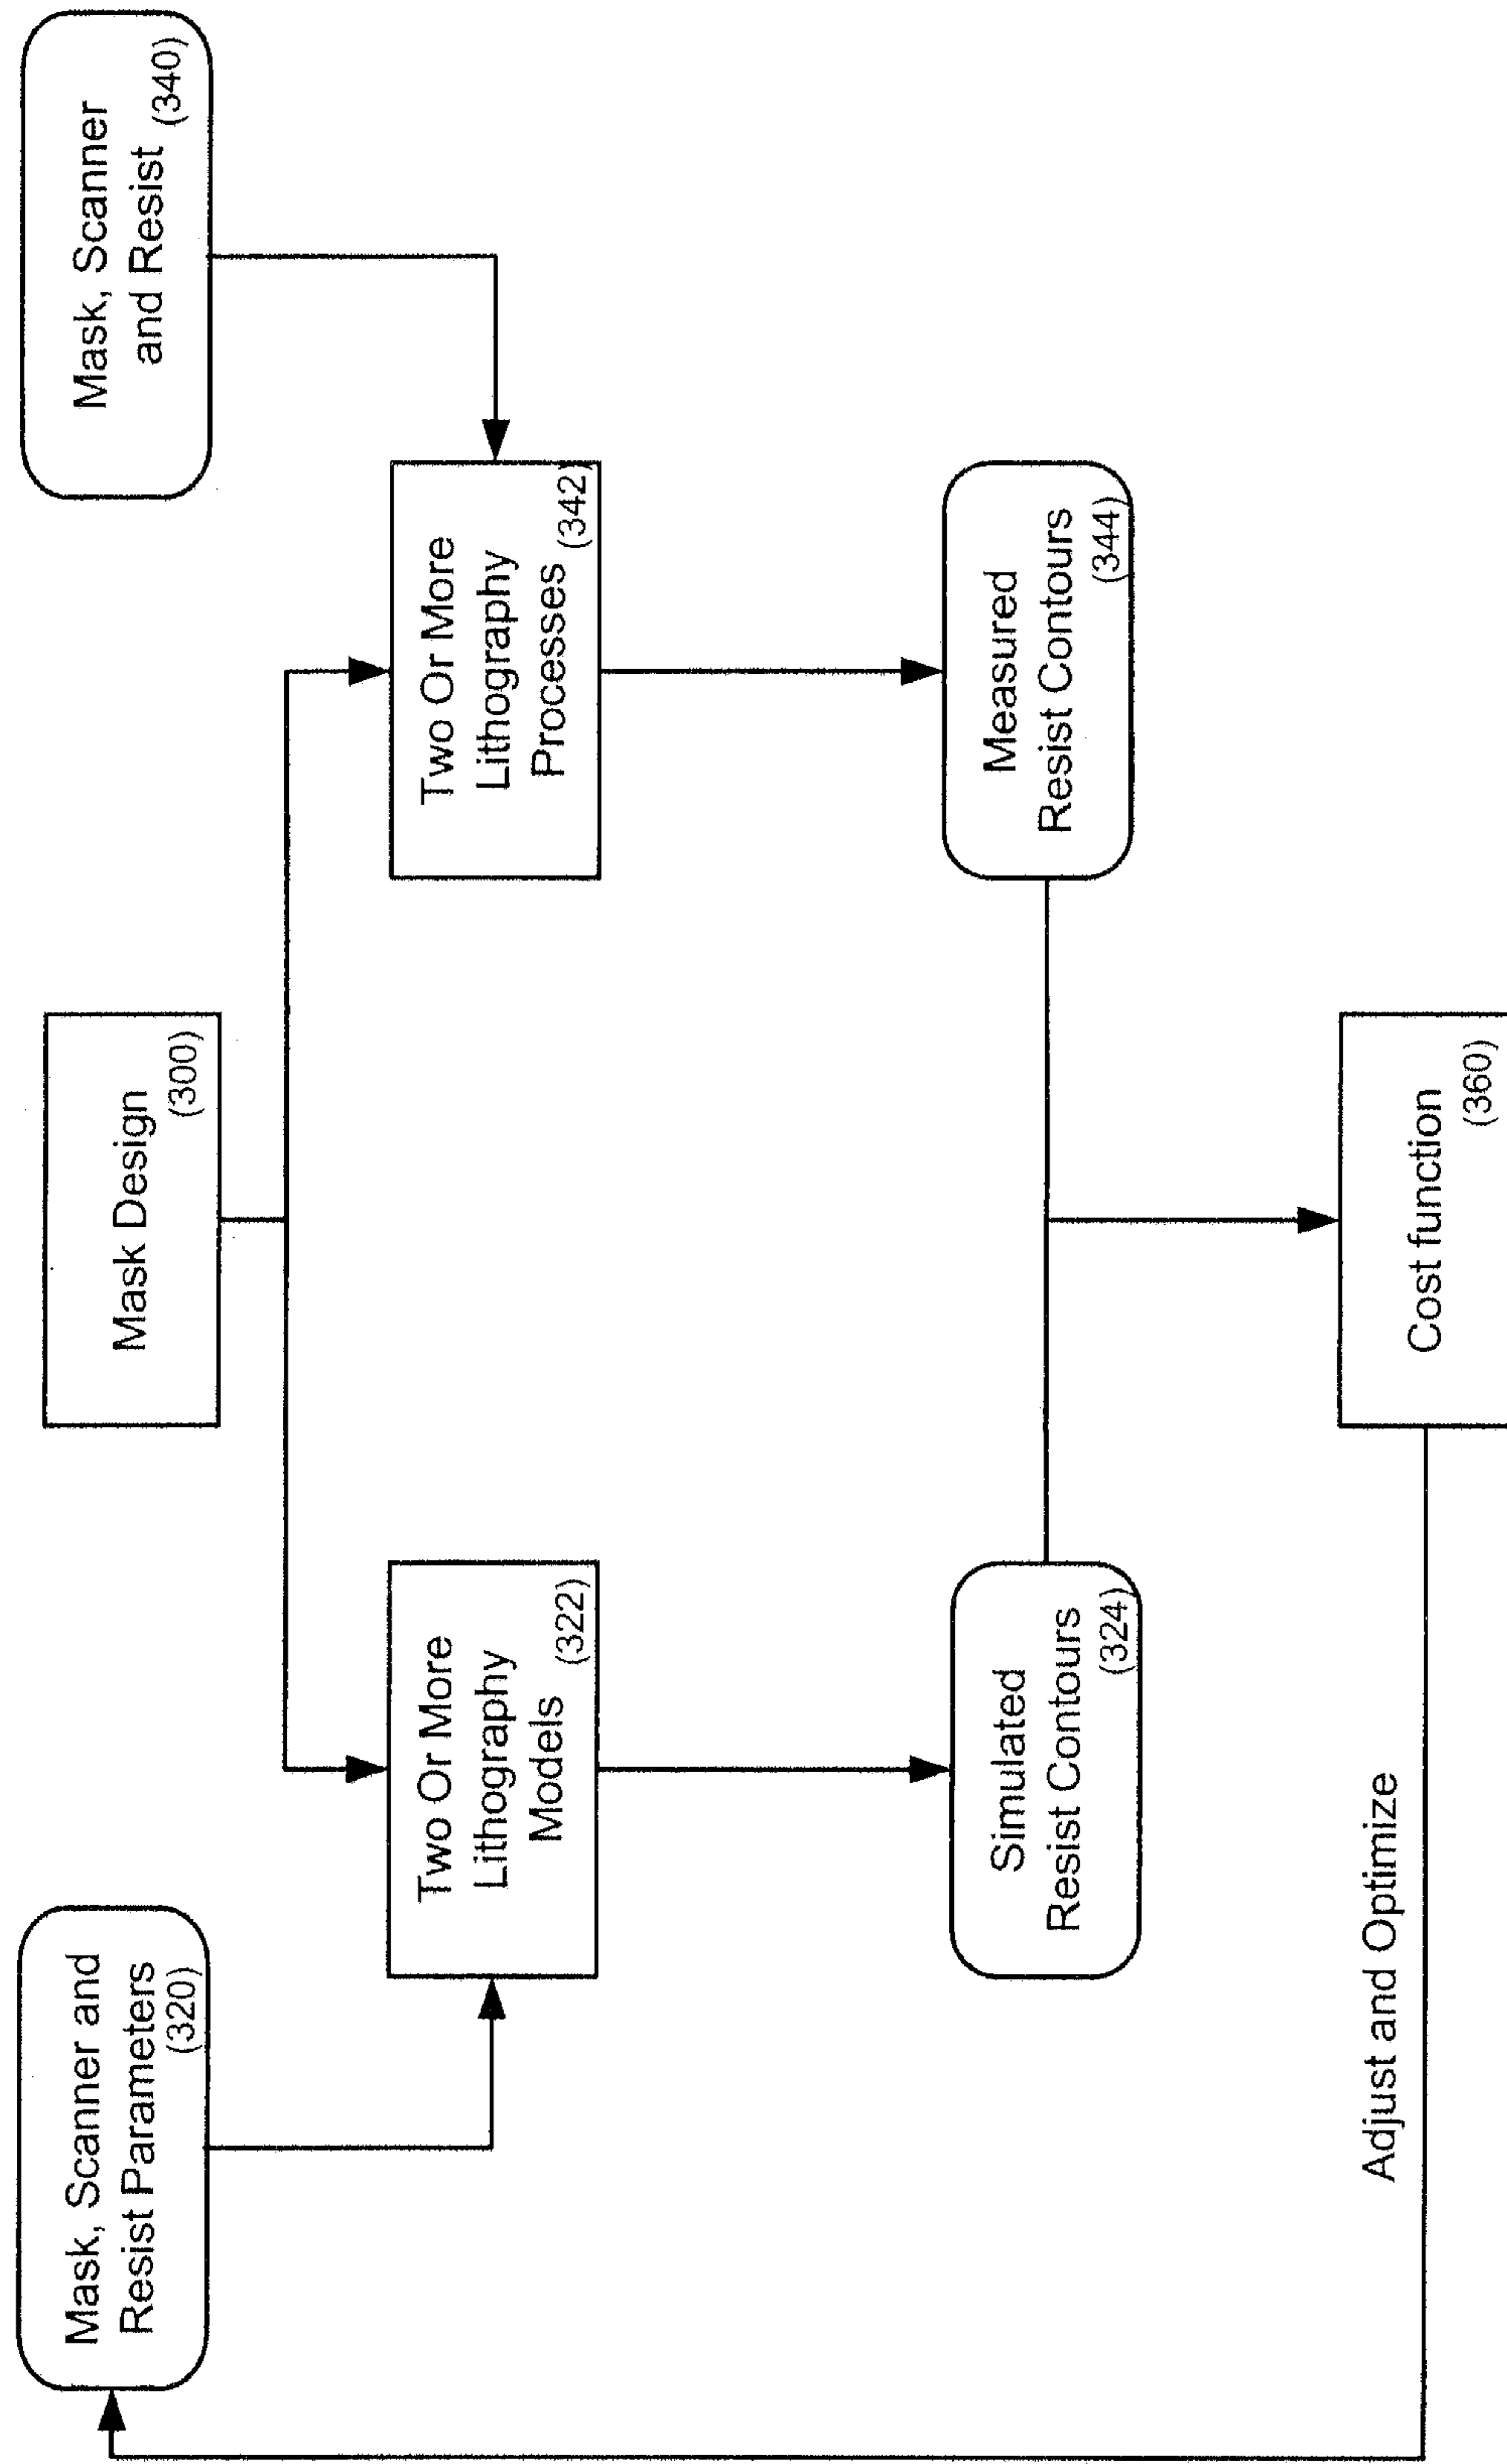 Mask, Scanner and
Resist Parameters
(320)
Mask Design
(300)
Mask, Scanner
and Resist
(340)
Two Or More
Lithography
Models
(322)
Two Or More
Lithography
Processes
(342)
Simulated
Resist Contours
(324)
Measured
Resist Contours
(344)
Adjust and Optimize
Cost function
(360)